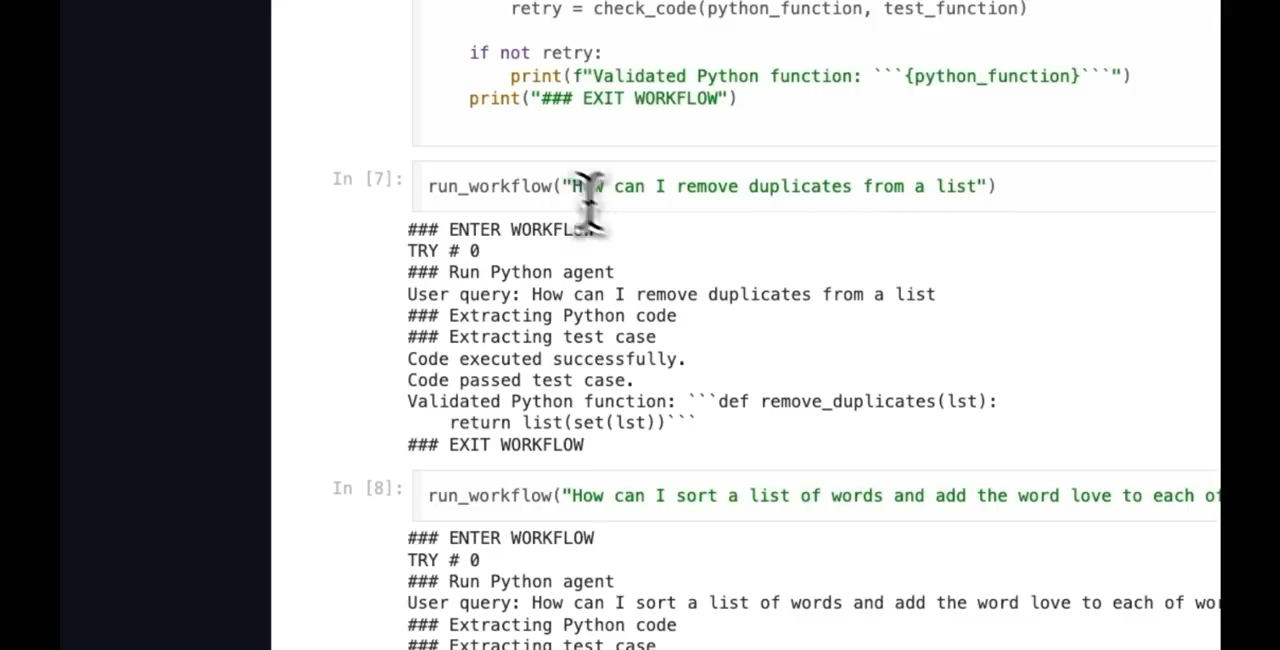 retry = check_code(python_function, test_function)
if not retry:
print(f"Validated Python function: ```{python_function}```")
print("### EXIT WORKFLOW")
In [7]:
run_workflow("How can I remove duplicates from a list")
### ENTER WORKFLOW
TRY # 0
### Run Python agent
User query: How can I remove duplicates from a list
### Extracting Python code
### Extracting test case
Code executed successfully.
Code passed test case.
Validated Python function: ```def remove_duplicates(lst):
return list(set(lst))```
### EXIT WORKFLOW
In [8]:
run_workflow("How can I sort a list of words and add the word love to each of
### ENTER WORKFLOW
TRY # 0
### Run Python agent
User query: How can I sort a list of words and add the word love to each of wo
### Extracting Python code
### Extracting test case